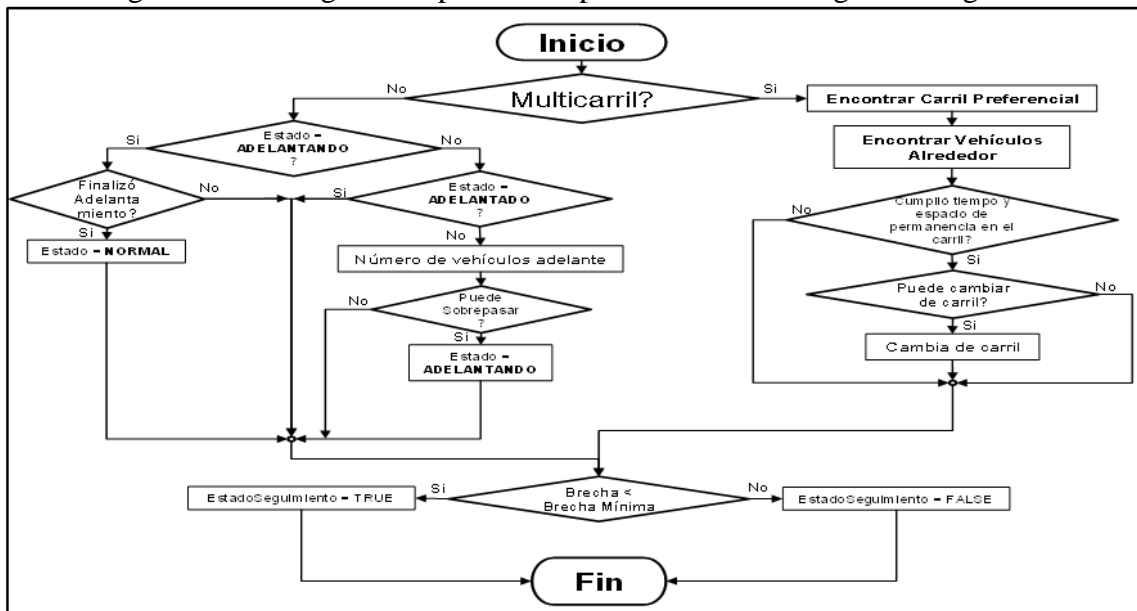 Inicio
Multicarril?
No
Si
Encontrar Carril Preferencial
Encontrar Vehículos
Alrededor
Cumplió tiempo y
espacio de
permanencia en el
carril?
No
Si
Puede cambiar
de carril?
No
Si
Cambia de carril
Estado =
ADELANTANDO
?
Si
No
Finalizó
Adelanta
miento?
No
Si
Estado = NORMAL
Estado =
ADELANTADO
?
Si
No
Número de vehículos adelante
Puede
Sobrepasar
?
No
Si
Estado =
ADELANTANDO
Brecha <
Brecha Mínima
Si
No
EstadoSeguimiento = TRUE
EstadoSeguimiento = FALSE
Fin